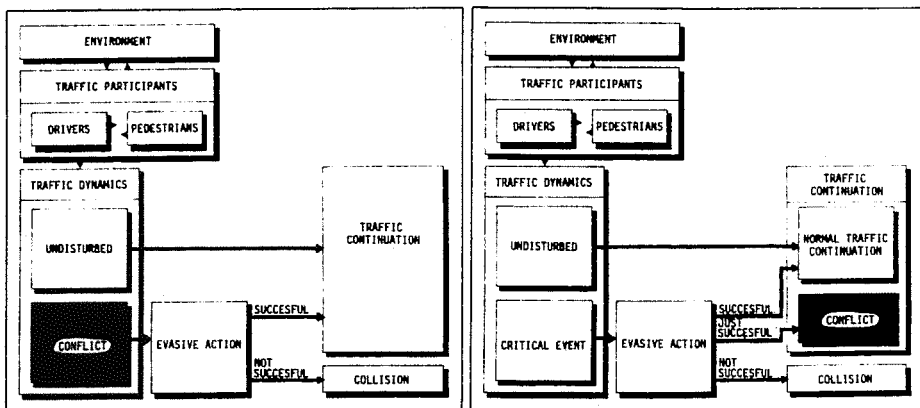 ENVIRONMENT
TRAFFIC PARTICIPANTS
DRIVERS
PEDESTRIANS
TRAFFIC DYNAMICS
UNDISTURBED
TRAFFIC
CONTINUATION
CONFLICT
EVASIVE ACTION
SUCCESFUL
NOT
SUCCESFUL
COLLISION
ENVIRONMENT
TRAFFIC PARTICIPANTS
DRIVERS
PEDESTRIANS
TRAFFIC DYNAMICS
TRAFFIC
CONTINUATION
UNDISTURBED
NORMAL TRAFFIC
CONTINUATION
CRITICAL EVENT
EVASIVE ACTION
SUCCESFUL
JUST
SUCCESFUL
CONFLICT
NOT
SUCCESFUL
COLLISION